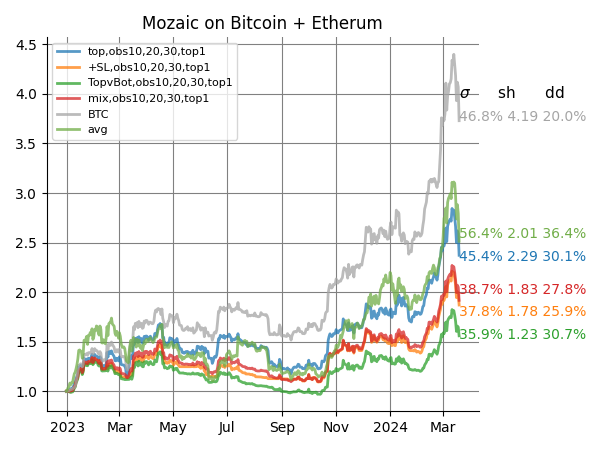 Mozaic on Bitcoin + Etherum
4.5
4.0
3.5
3.0
2.5
2.0
1.5
1.0
top,obs10,20,30,top1
+SL,obs10,20,30,top1
TopvBot,obs10,20,30,top1
mix,obs10,20,30,top1
BTC
avg
σ sh dd
46.8% 4.19 20.0%
56.4% 2.01 36.4%
45.4% 2.29 30.1%
38.7% 1.83 27.8%
37.8% 1.78 25.9%
35.9% 1.23 30.7%
2023 Mar May Jul Sep Nov 2024 Mar